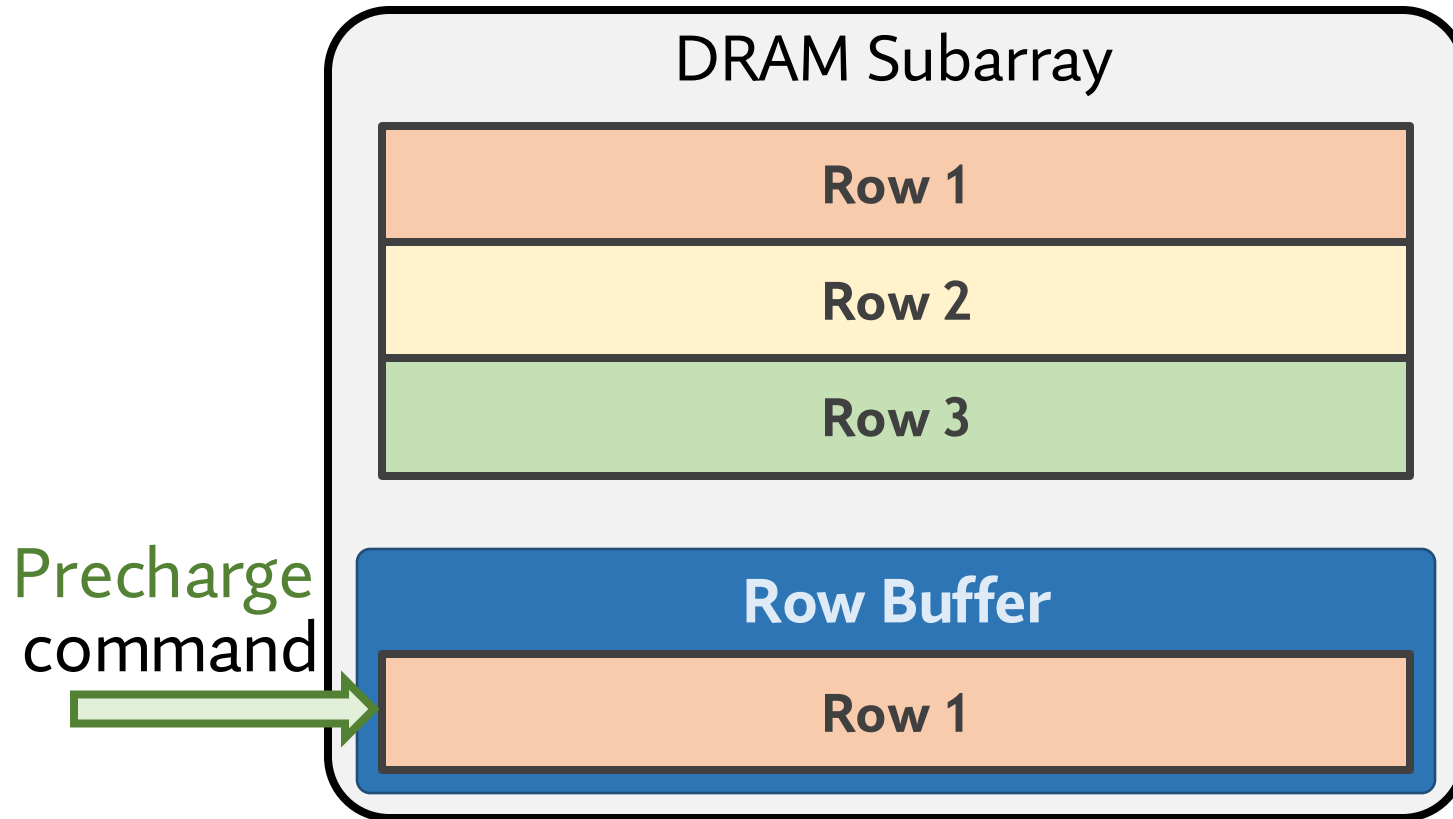 DRAM Subarray
Row 1
Row 2
Row 3
Precharge
command
Row Buffer
Row 1